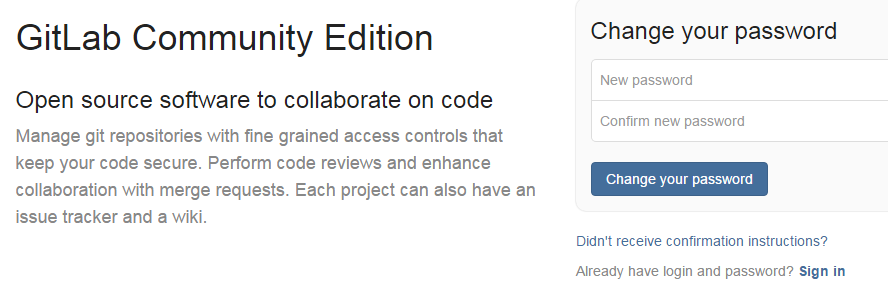 GitLab Community Edition
Open source software to collaborate on code
Manage git repositories with fine grained access controls that
keep your code secure. Perform code reviews and enhance
collaboration with merge requests. Each project can also have an
issue tracker and a wiki.
Change your password
New password
Confirm new password
Change your password
Didn't receive confirmation instructions?
Already have login and password? Sign in